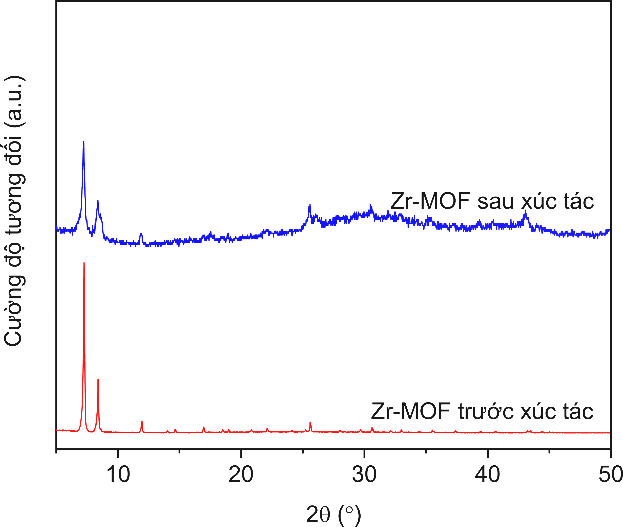 Cường độ tương đối (a.u.)
Zr-MOF sau xúc tác
Zr-MOF trước xúc tác
10 20 30 40 50
2θ (°)